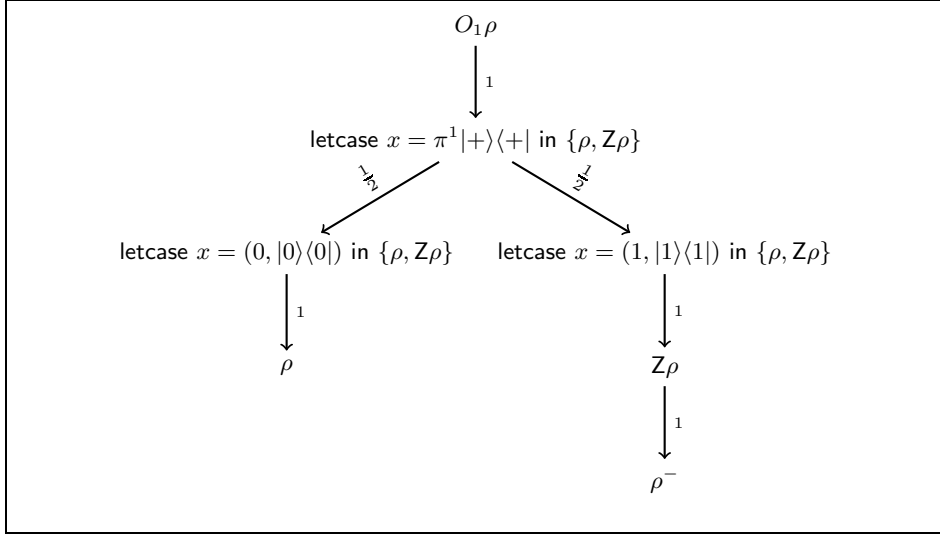 O₁ρ
1
letcase x = π¹|+⟩⟨+| in {ρ, Zρ}
½ ½
letcase x = (0, |0⟩⟨0|) in {ρ, Zρ} letcase x = (1, |1⟩⟨1|) in {ρ, Zρ}
1 1
ρ Zρ
1
ρ⁻